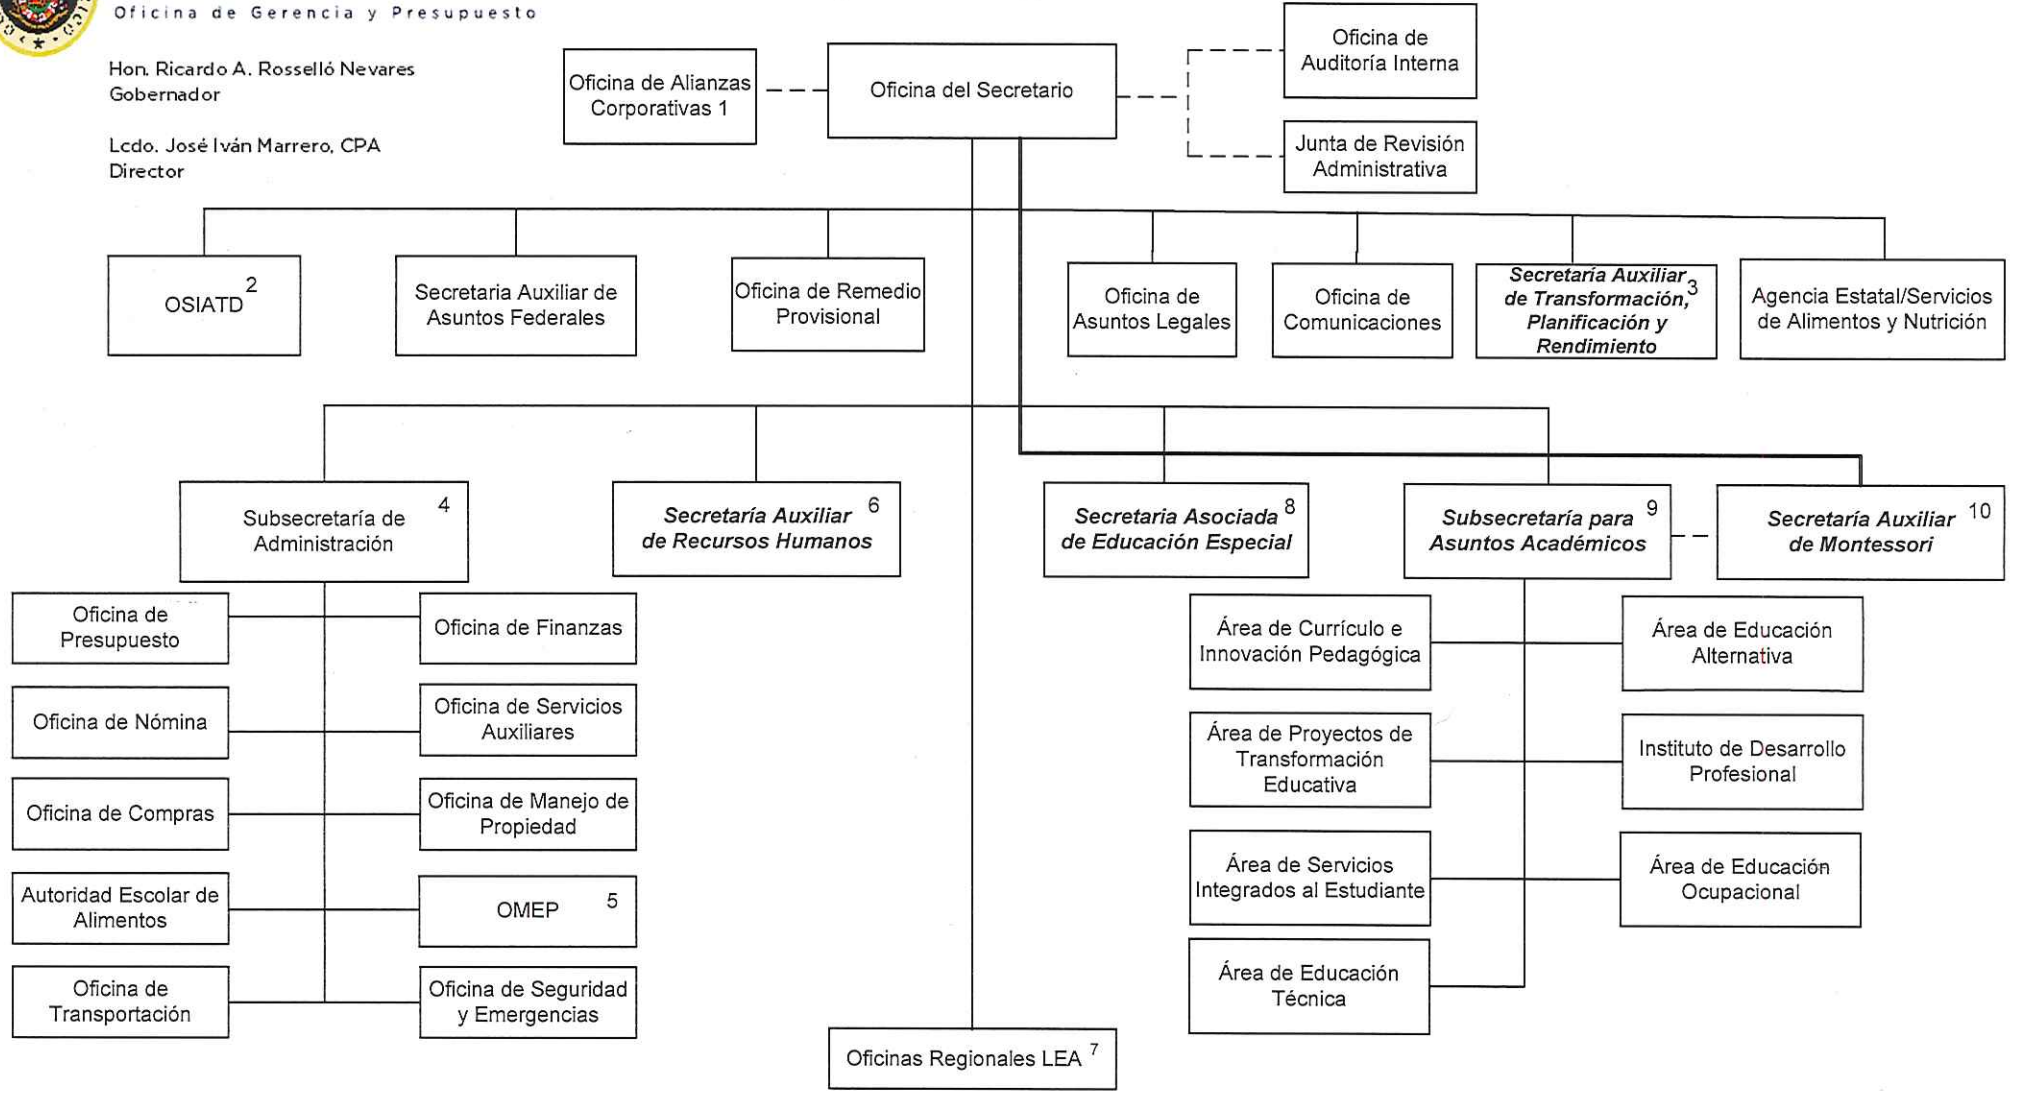 Oficina de Gerencia y Presupuesto
Hon. Ricardo A. Rosselló Nevares
Gobernador
Lcdo. José Iván Marrero, CPA
Director
Oficina de Alianzas
Corporativas 1
Oficina del Secretario
Oficina de
Auditoría Interna
Junta de Revisión
Administrativa
OSIATD 2
Secretaria Auxiliar de
Asuntos Federales
Oficina de Remedio
Provisional
Oficina de
Asuntos Legales
Oficina de
Comunicaciones
Secretaría Auxiliar 3
de Transformación,
Planificación y
Rendimiento
Agencia Estatal/Servicios
de Alimentos y Nutrición
Subsecretaría de 4
Administración
Secretaría Auxiliar 6
de Recursos Humanos
Secretaria Asociada 8
de Educación Especial
Subsecretaría para 9
Asuntos Académicos
Secretaría Auxiliar 10
de Montessori
Oficina de
Presupuesto
Oficina de Finanzas
Oficina de Nómina
Oficina de Servicios
Auxiliares
Oficina de Compras
Oficina de Manejo de
Propiedad
Autoridad Escolar de
Alimentos
OMEP 5
Oficina de
Transportación
Oficina de Seguridad
y Emergencias
Área de Currículo e
Innovación Pedagógica
Área de Educación
Alternativa
Área de Proyectos de
Transformación
Educativa
Instituto de Desarrollo
Profesional
Área de Servicios
Integrados al Estudiante
Área de Educación
Ocupacional
Área de Educación
Técnica
Oficinas Regionales LEA 7